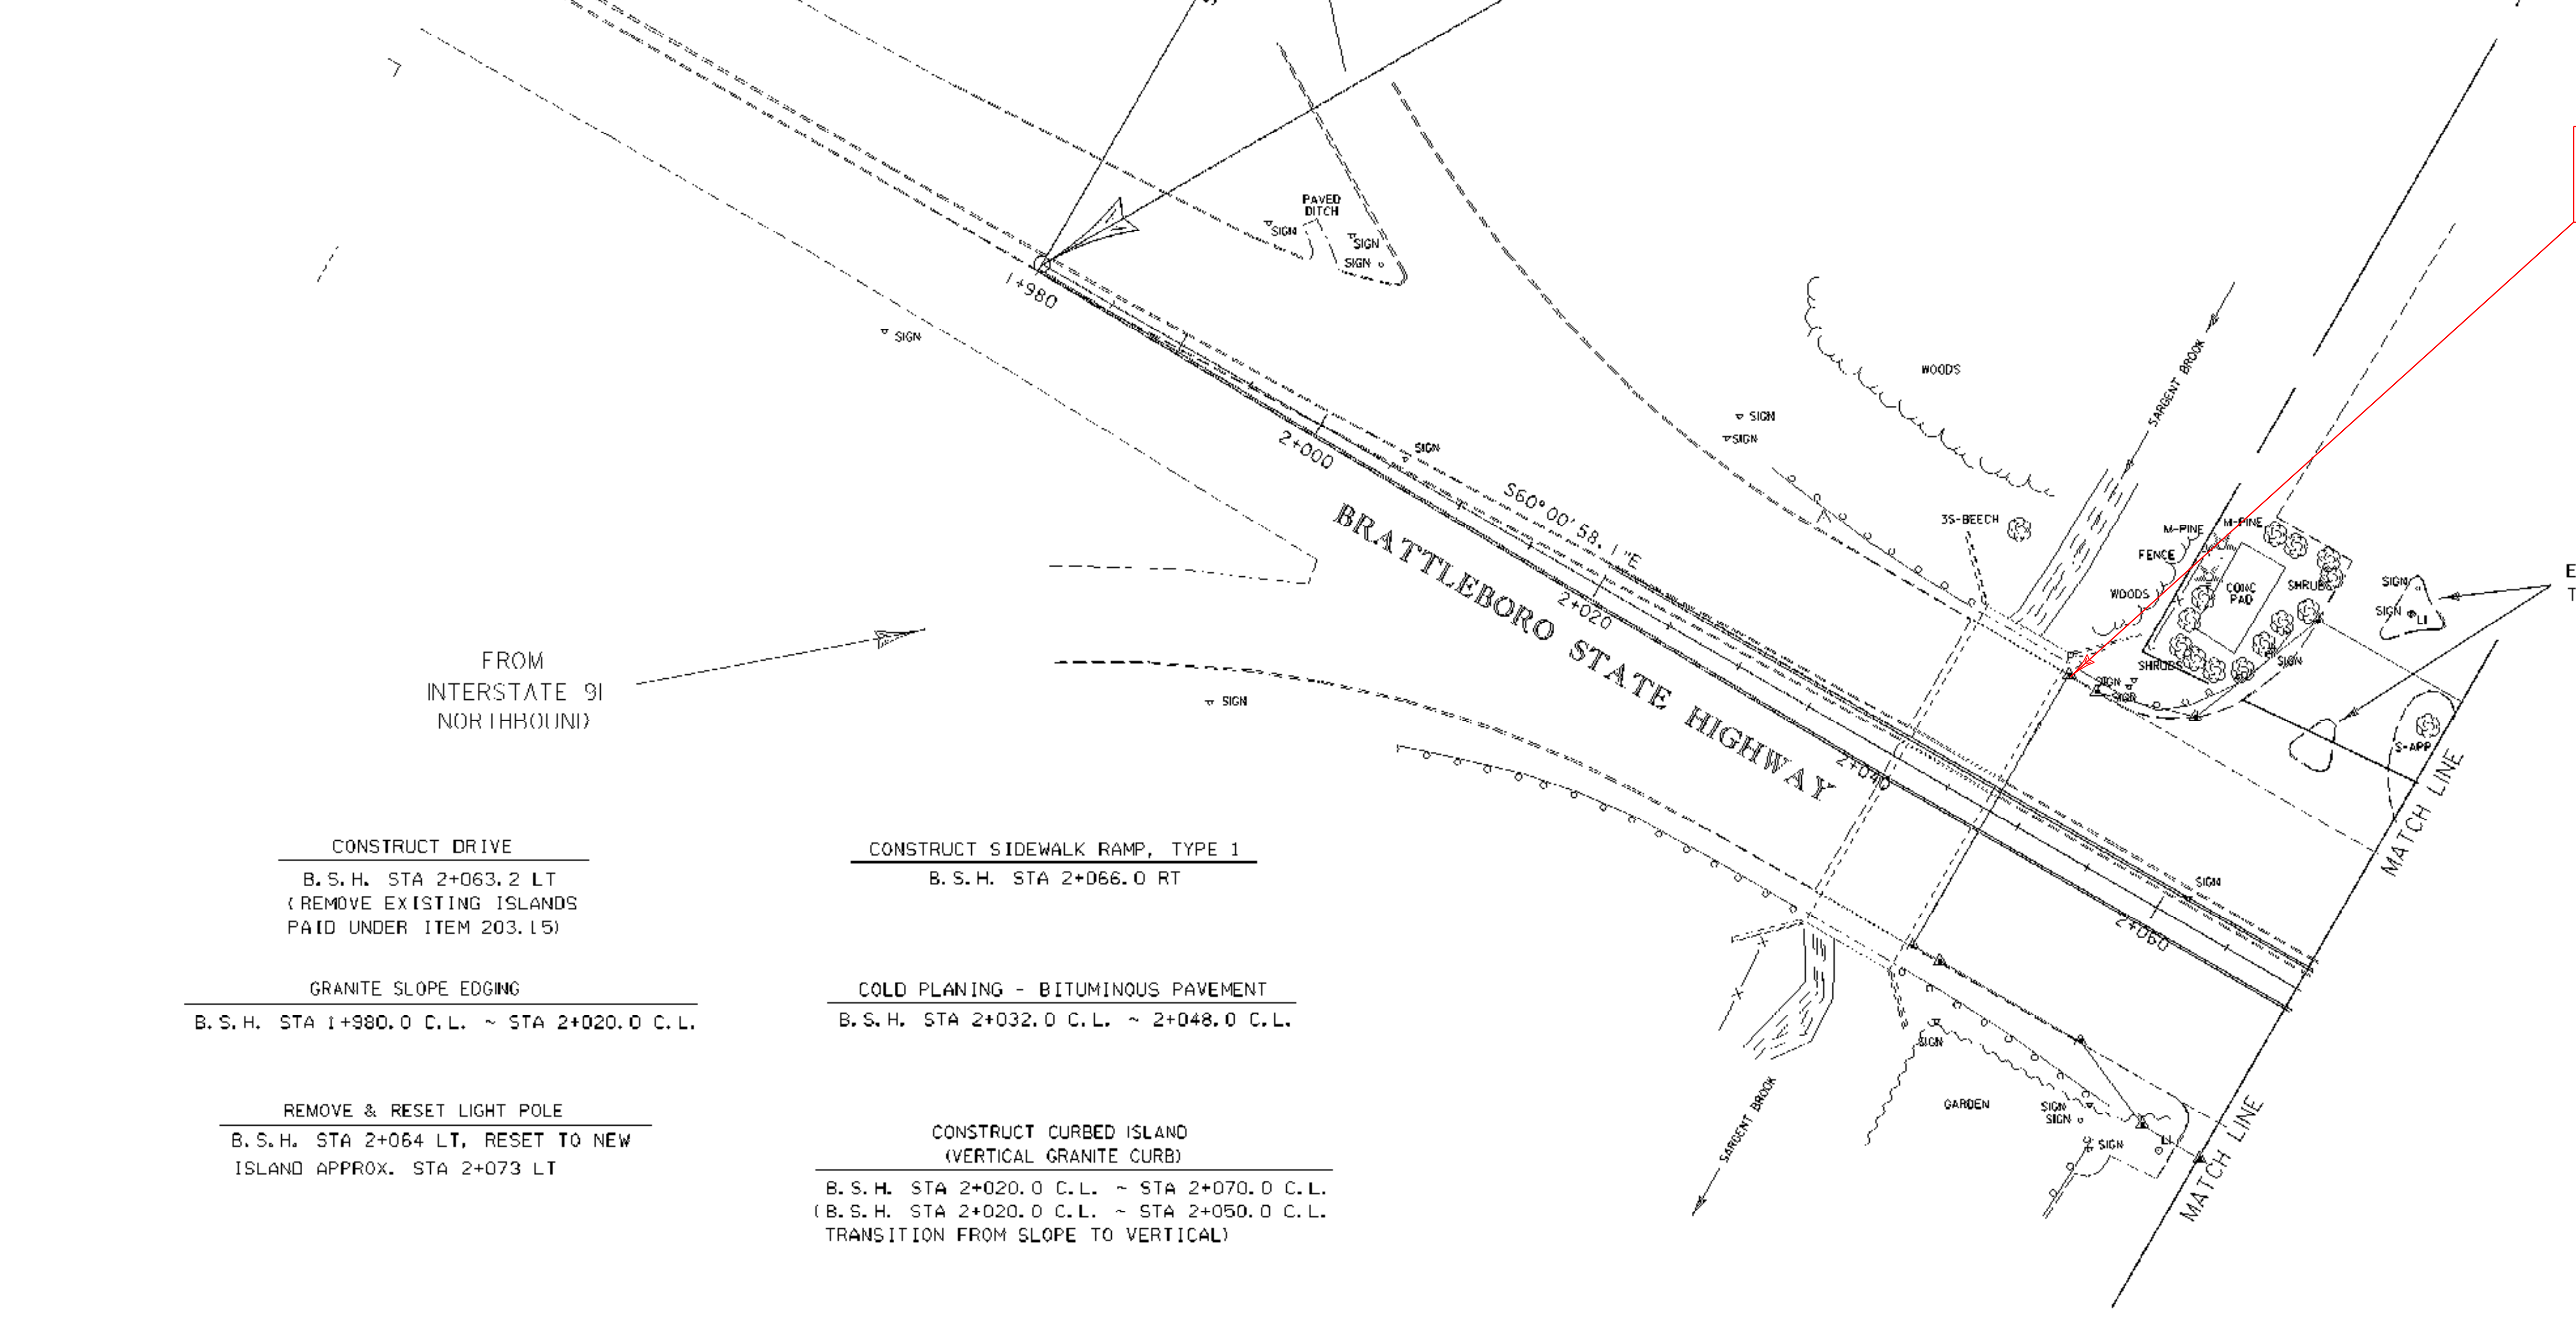 PAVED
DITCH
SIGN
SIGN
SIGN
1+980
SIGN
WOODS
SARGENT BROOK
SIGN
SIGN
2+000
SIGN
S60°00'58.1"E
BRATTLEBORO STATE HIGHWAY
3S-BEECH
M-PINE
M-PINE
FENCE
WOODS
CONC
PAD
SHRUBS
SIGN
SIGN
LI
2+020
SHRUBS
SIGN
SIGN
SIGN
FROM
INTERSTATE 91
NORTHBOUND
SIGN
S-APP
MATCH LINE
2+040
SIGN
2+060
CONSTRUCT DRIVE
B.S.H. STA 2+063.2 LT
(REMOVE EXISTING ISLANDS
PAID UNDER ITEM 203.15)
CONSTRUCT SIDEWALK RAMP, TYPE 1
B.S.H. STA 2+066.0 RT
GRANITE SLOPE EDGING
B.S.H. STA 1+980.0 C.L. ~ STA 2+020.0 C.L.
COLD PLANING - BITUMINOUS PAVEMENT
B.S.H. STA 2+032.0 C.L. ~ 2+048.0 C.L.
REMOVE & RESET LIGHT POLE
B.S.H. STA 2+064 LT, RESET TO NEW
ISLAND APPROX. STA 2+073 LT
CONSTRUCT CURBED ISLAND
(VERTICAL GRANITE CURB)
B.S.H. STA 2+020.0 C.L. ~ STA 2+070.0 C.L.
(B.S.H. STA 2+020.0 C.L. ~ STA 2+050.0 C.L.
TRANSITION FROM SLOPE TO VERTICAL)
SIGN
GARDEN
SIGN
SIGN
SIGN
LI
SARGENT BROOK
MATCH LINE
MATCH LINE